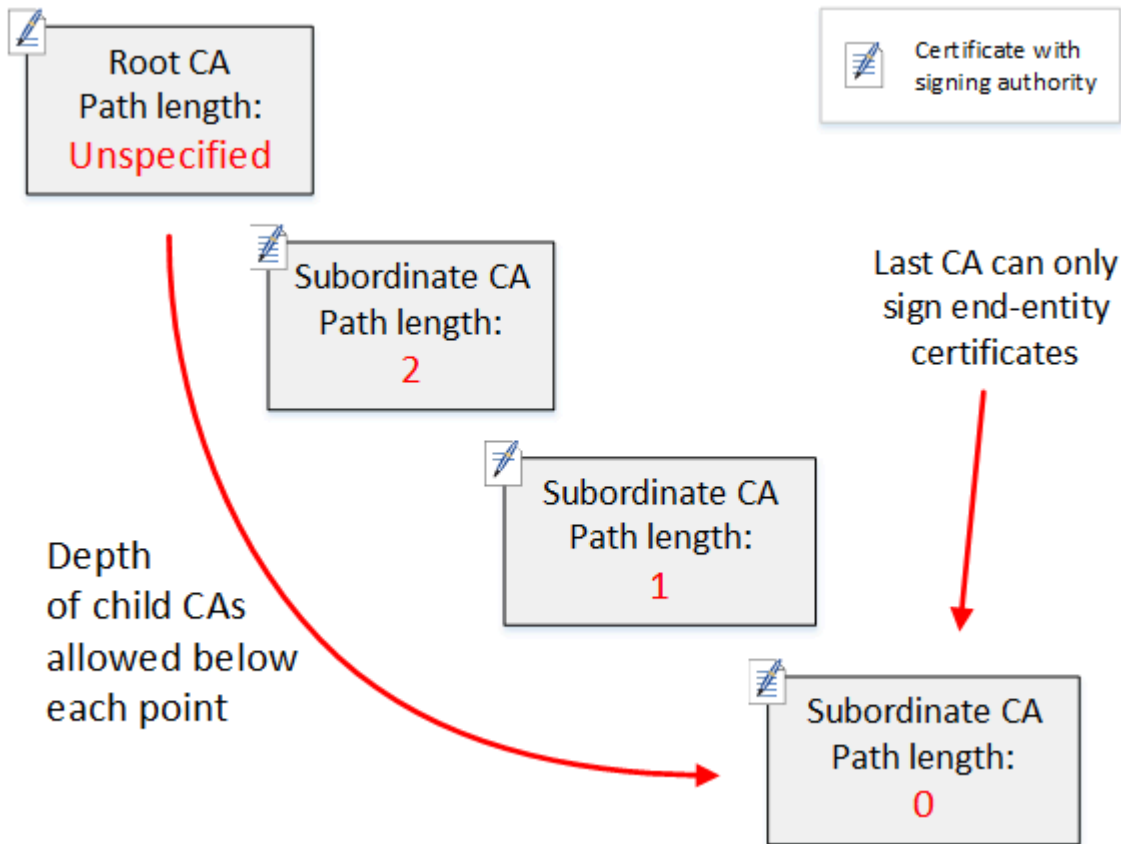 Root CA
Path length:
Unspecified
Certificate with
signing authority
Subordinate CA
Path length:
2
Last CA can only
sign end-entity
certificates
Subordinate CA
Path length:
1
Depth
of child CAs
allowed below
each point
Subordinate CA
Path length:
0